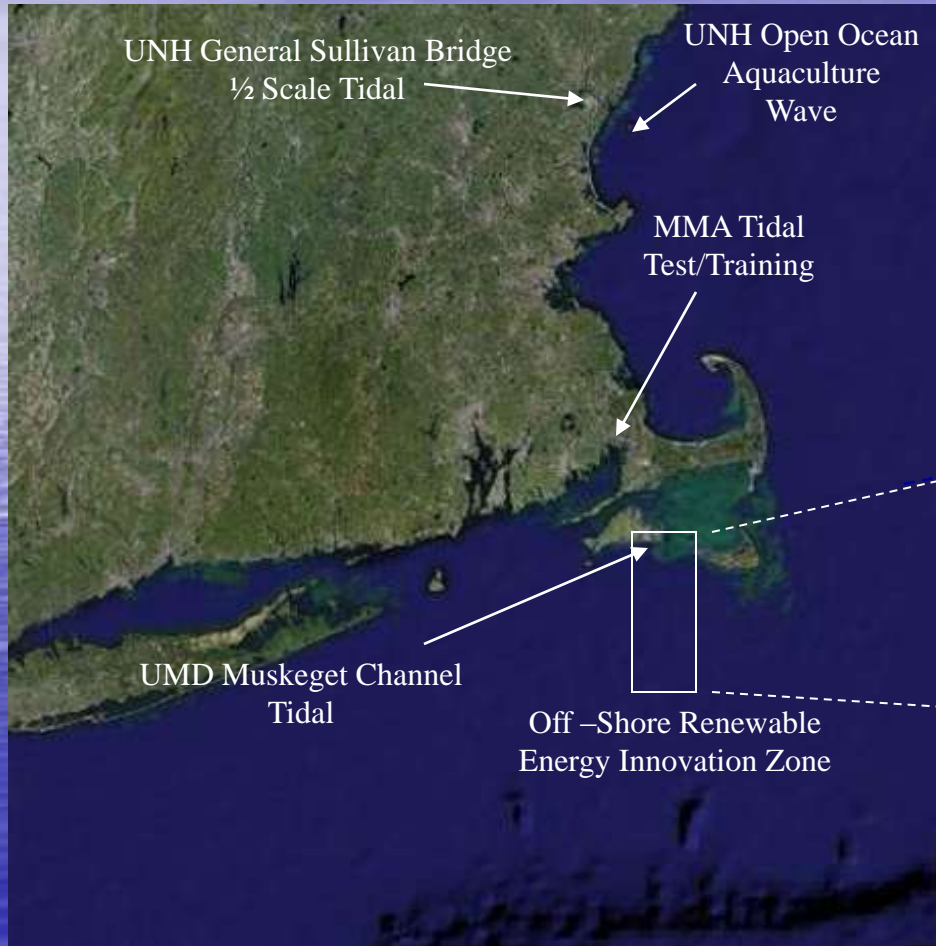 UNH General Sullivan Bridge
½ Scale Tidal
UNH Open Ocean
Aquaculture
Wave
MMA Tidal
Test/Training
UMD Muskeget Channel
Tidal
Off –Shore Renewable
Energy Innovation Zone